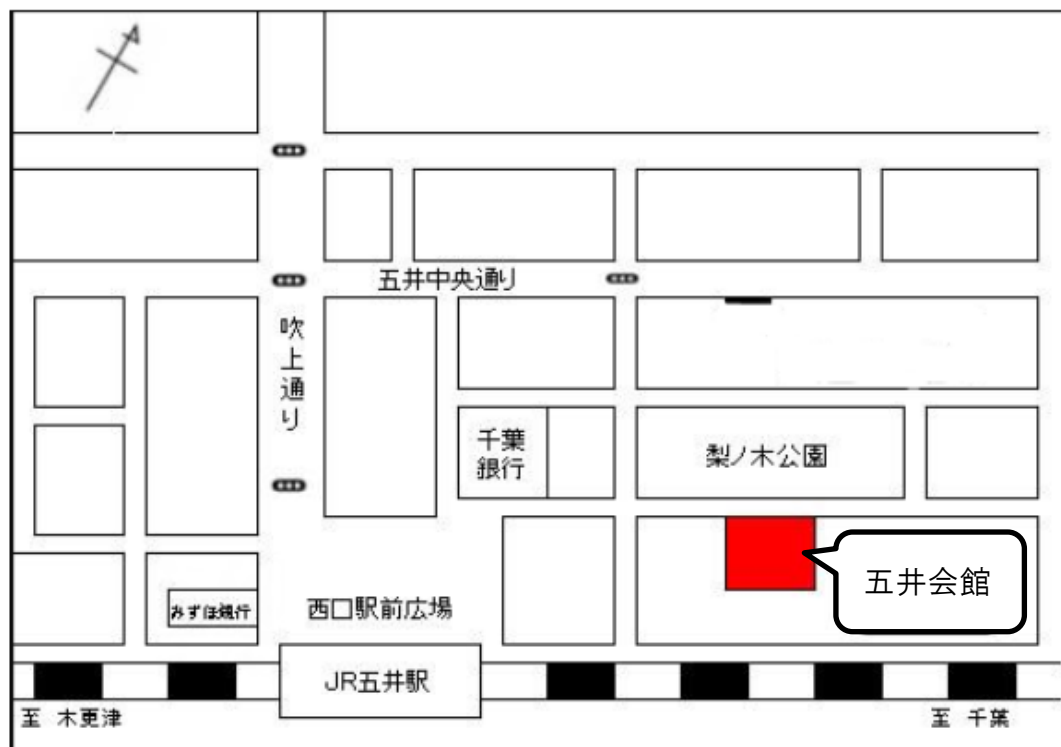 五井中央通り
吹上通り
千葉
銀行
梨ノ木公園
五井会館
みずほ銀行
西口駅前広場
JR五井駅
至 木更津
至 千葉